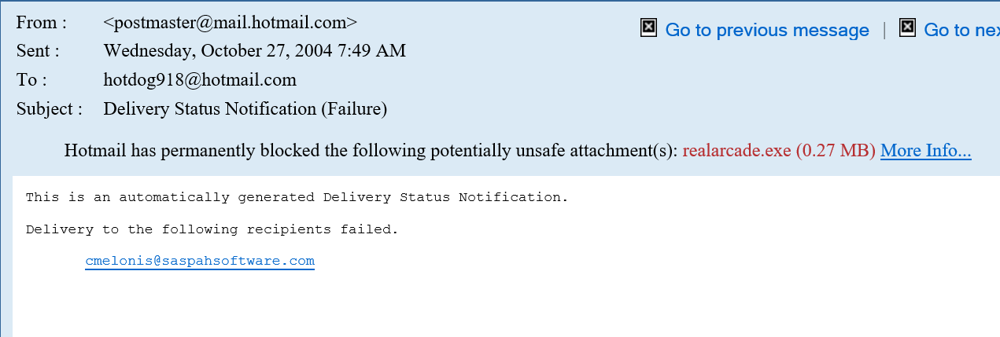 From : <postmaster@mail.hotmail.com>
Go to previous message | Go to nex
Sent : Wednesday, October 27, 2004 7:49 AM
To : hotdog918@hotmail.com
Subject : Delivery Status Notification (Failure)
Hotmail has permanently blocked the following potentially unsafe attachment(s): realarcade.exe (0.27 MB) More Info...
This is an automatically generated Delivery Status Notification.
Delivery to the following recipients failed.
cmelonis@saspahsoftware.com